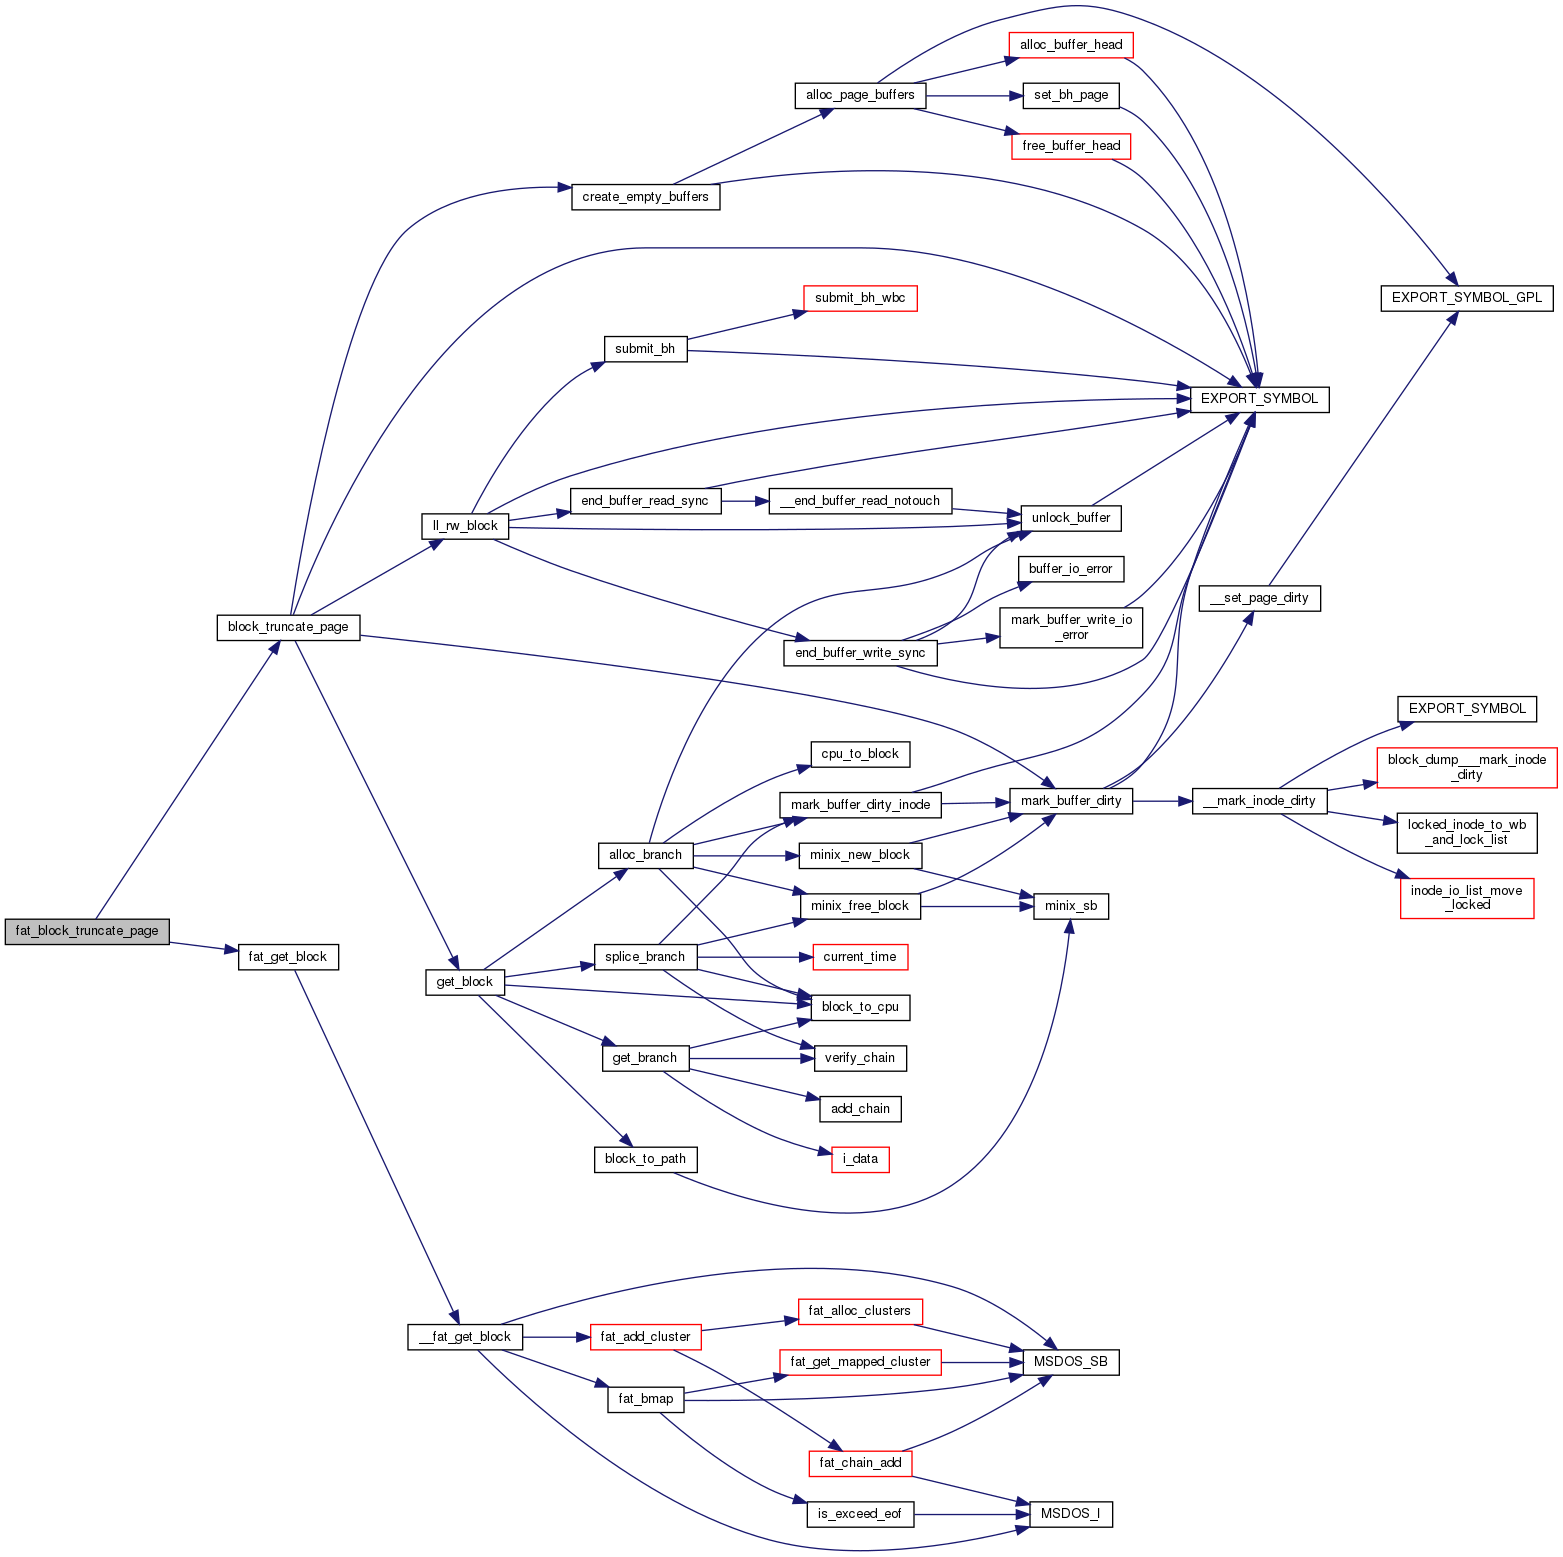 alloc_buffer_head
alloc_page_buffers
set_bh_page
free_buffer_head
create_empty_buffers
submit_bh_wbc
EXPORT_SYMBOL_GPL
submit_bh
EXPORT_SYMBOL
end_buffer_read_sync
__end_buffer_read_notouch
ll_rw_block
unlock_buffer
buffer_io_error
__set_page_dirty
block_truncate_page
mark_buffer_write_io
_error
end_buffer_write_sync
EXPORT_SYMBOL
cpu_to_block
block_dump___mark_inode
_dirty
mark_buffer_dirty_inode
mark_buffer_dirty
__mark_inode_dirty
locked_inode_to_wb
_and_lock_list
alloc_branch
minix_new_block
inode_io_list_move
_locked
minix_free_block
minix_sb
fat_block_truncate_page
fat_get_block
splice_branch
current_time
get_block
block_to_cpu
get_branch
verify_chain
add_chain
block_to_path
i_data
fat_alloc_clusters
__fat_get_block
fat_add_cluster
fat_get_mapped_cluster
MSDOS_SB
fat_bmap
fat_chain_add
is_exceed_eof
MSDOS_I